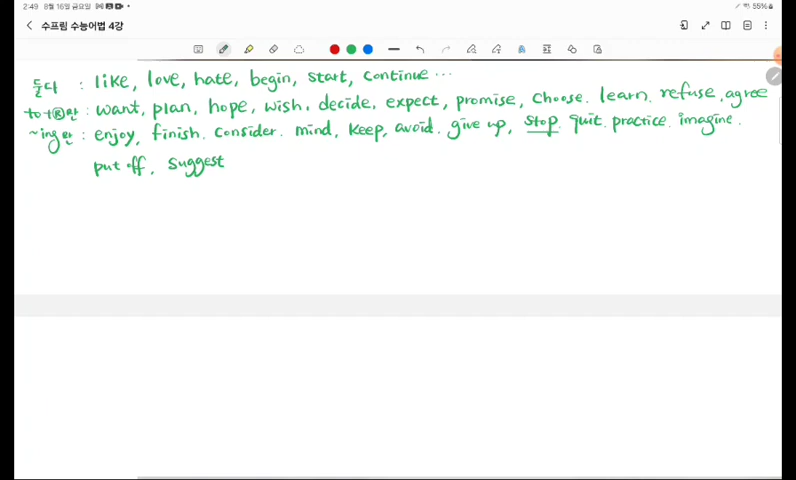 2:49 8월 16일 금요일 55%
수프림 수능어법 4강
둘다 : like, love, hate, begin, start, continue ...
to+ⓡ만 : want, plan, hope, wish, decide, expect, promise, choose. learn. refuse, agree
~ing만 : enjoy, finish. consider. mind, keep, avoid. give up, stop. quit. practice. imagine.
put off, suggest